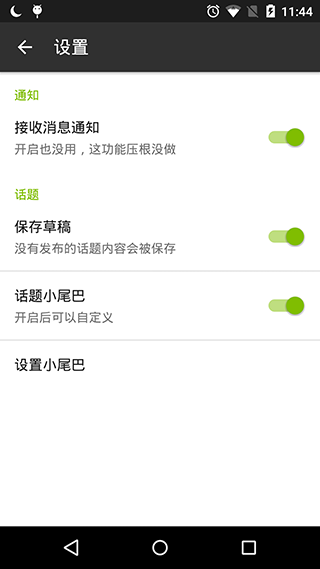 11:44
设置
通知
接收消息通知
开启也没用，这功能压根没做
话题
保存草稿
没有发布的话题内容会被保存
话题小尾巴
开启后可以自定义
设置小尾巴